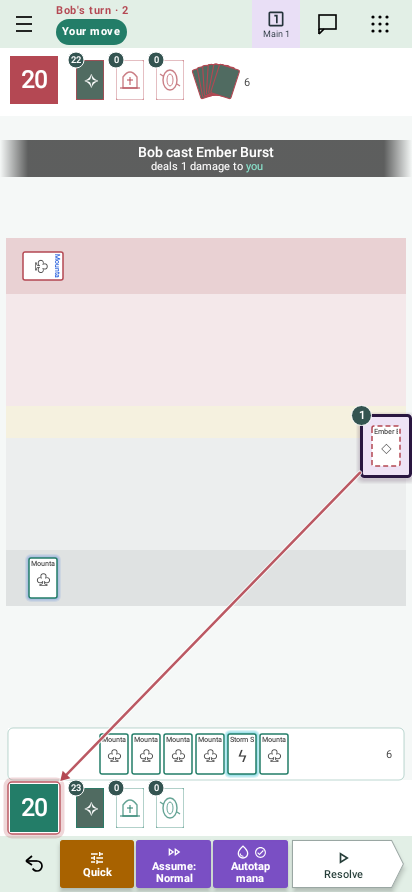 Bob's turn · 2
Your move
1
Main 1
20
22
0
0
6
Bob cast Ember Burst
deals 1 damage to you
Mounta
1
Ember
Mounta
Mounta
Mounta
Mounta
Mounta
Storm S
Mounta
6
20
23
0
0
Quick
Assume:
Normal
Autotap
mana
Resolve